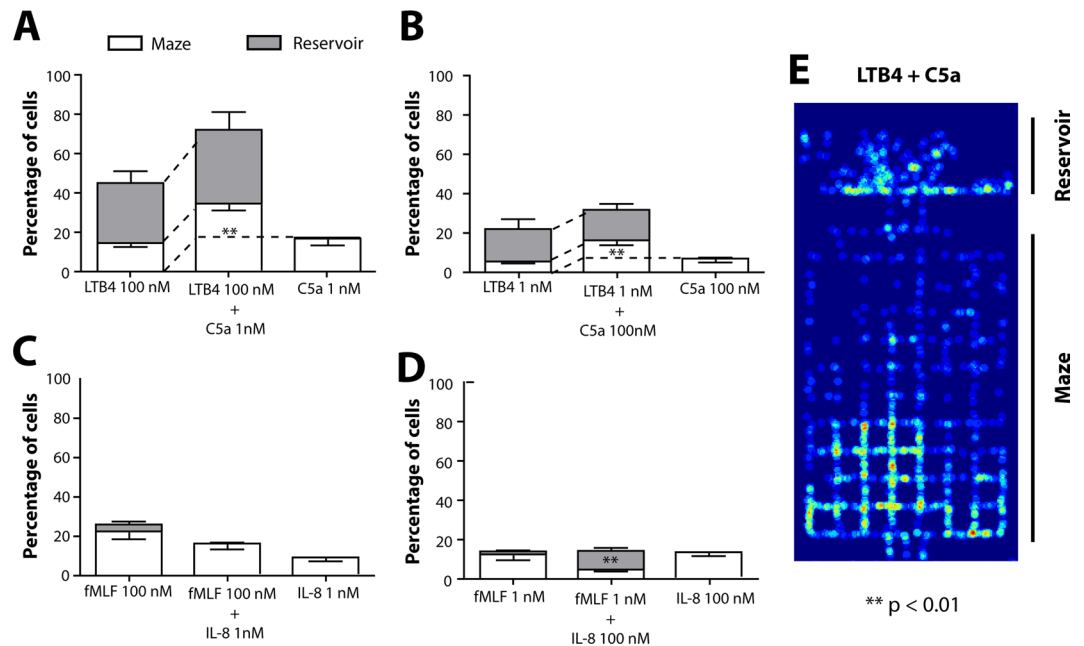 A
Maze
Reservoir
Percentage of cells
100
80
60
40
20
0
**
LTB4 100 nM
LTB4 100 nM
+
C5a 1nM
C5a 1 nM
B
Percentage of cells
100
80
60
40
20
0
**
LTB4 1 nM
LTB4 1 nM
+
C5a 100nM
C5a 100 nM
C
Percentage of cells
100
80
60
40
20
0
fMLF 100 nM
fMLF 100 nM
+
IL-8 1nM
IL-8 1 nM
D
Percentage of cells
100
80
60
40
20
0
**
fMLF 1 nM
fMLF 1 nM
+
IL-8 100 nM
IL-8 100 nM
E
LTB4 + C5a
Reservoir
Maze
** p < 0.01